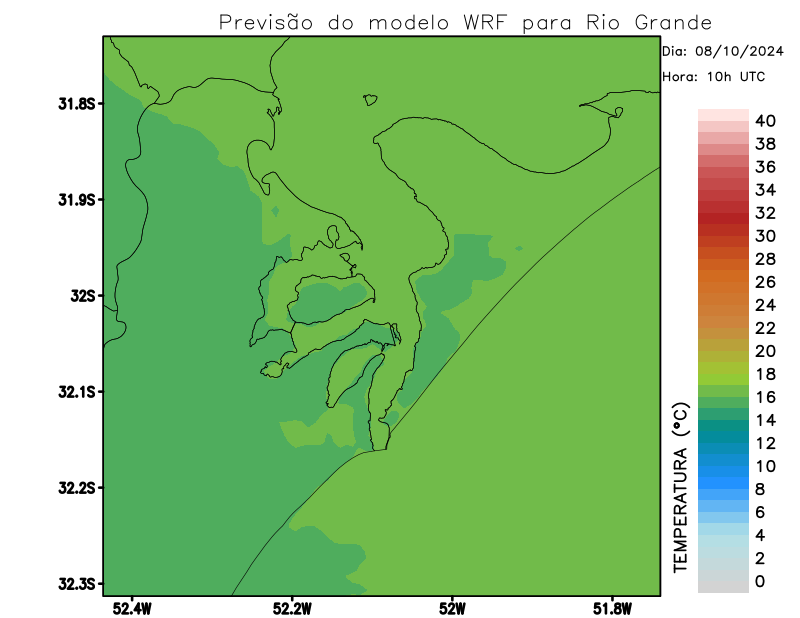 Previsão do modelo WRF para Rio Grande
Dia: 08/10/2024
Hora: 10h UTC
31.8S
31.9S
32S
32.1S
32.2S
32.3S
52.4W
52.2W
52W
51.8W
TEMPERATURA (°C)
40
38
36
34
32
30
28
26
24
22
20
18
16
14
12
10
8
6
4
2
0